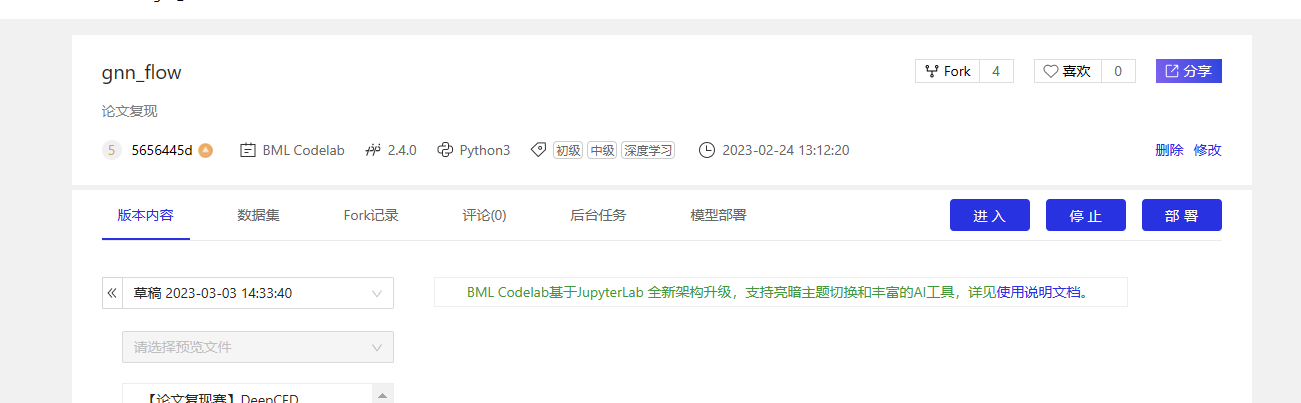 gnn_flow
Fork 4
喜欢 0
分享
论文复现
5 5656445d BML Codelab 2.4.0 Python3 初级 中级 深度学习 2023-02-24 13:12:20
删除 修改
版本内容 数据集 Fork记录 评论(0) 后台任务 模型部署
进入 停止 部署
草稿 2023-03-03 14:33:40
BML Codelab基于JupyterLab 全新架构升级，支持亮暗主题切换和丰富的AI工具，详见使用说明文档。
请选择预览文件
【论文复现赛】DeepCFD